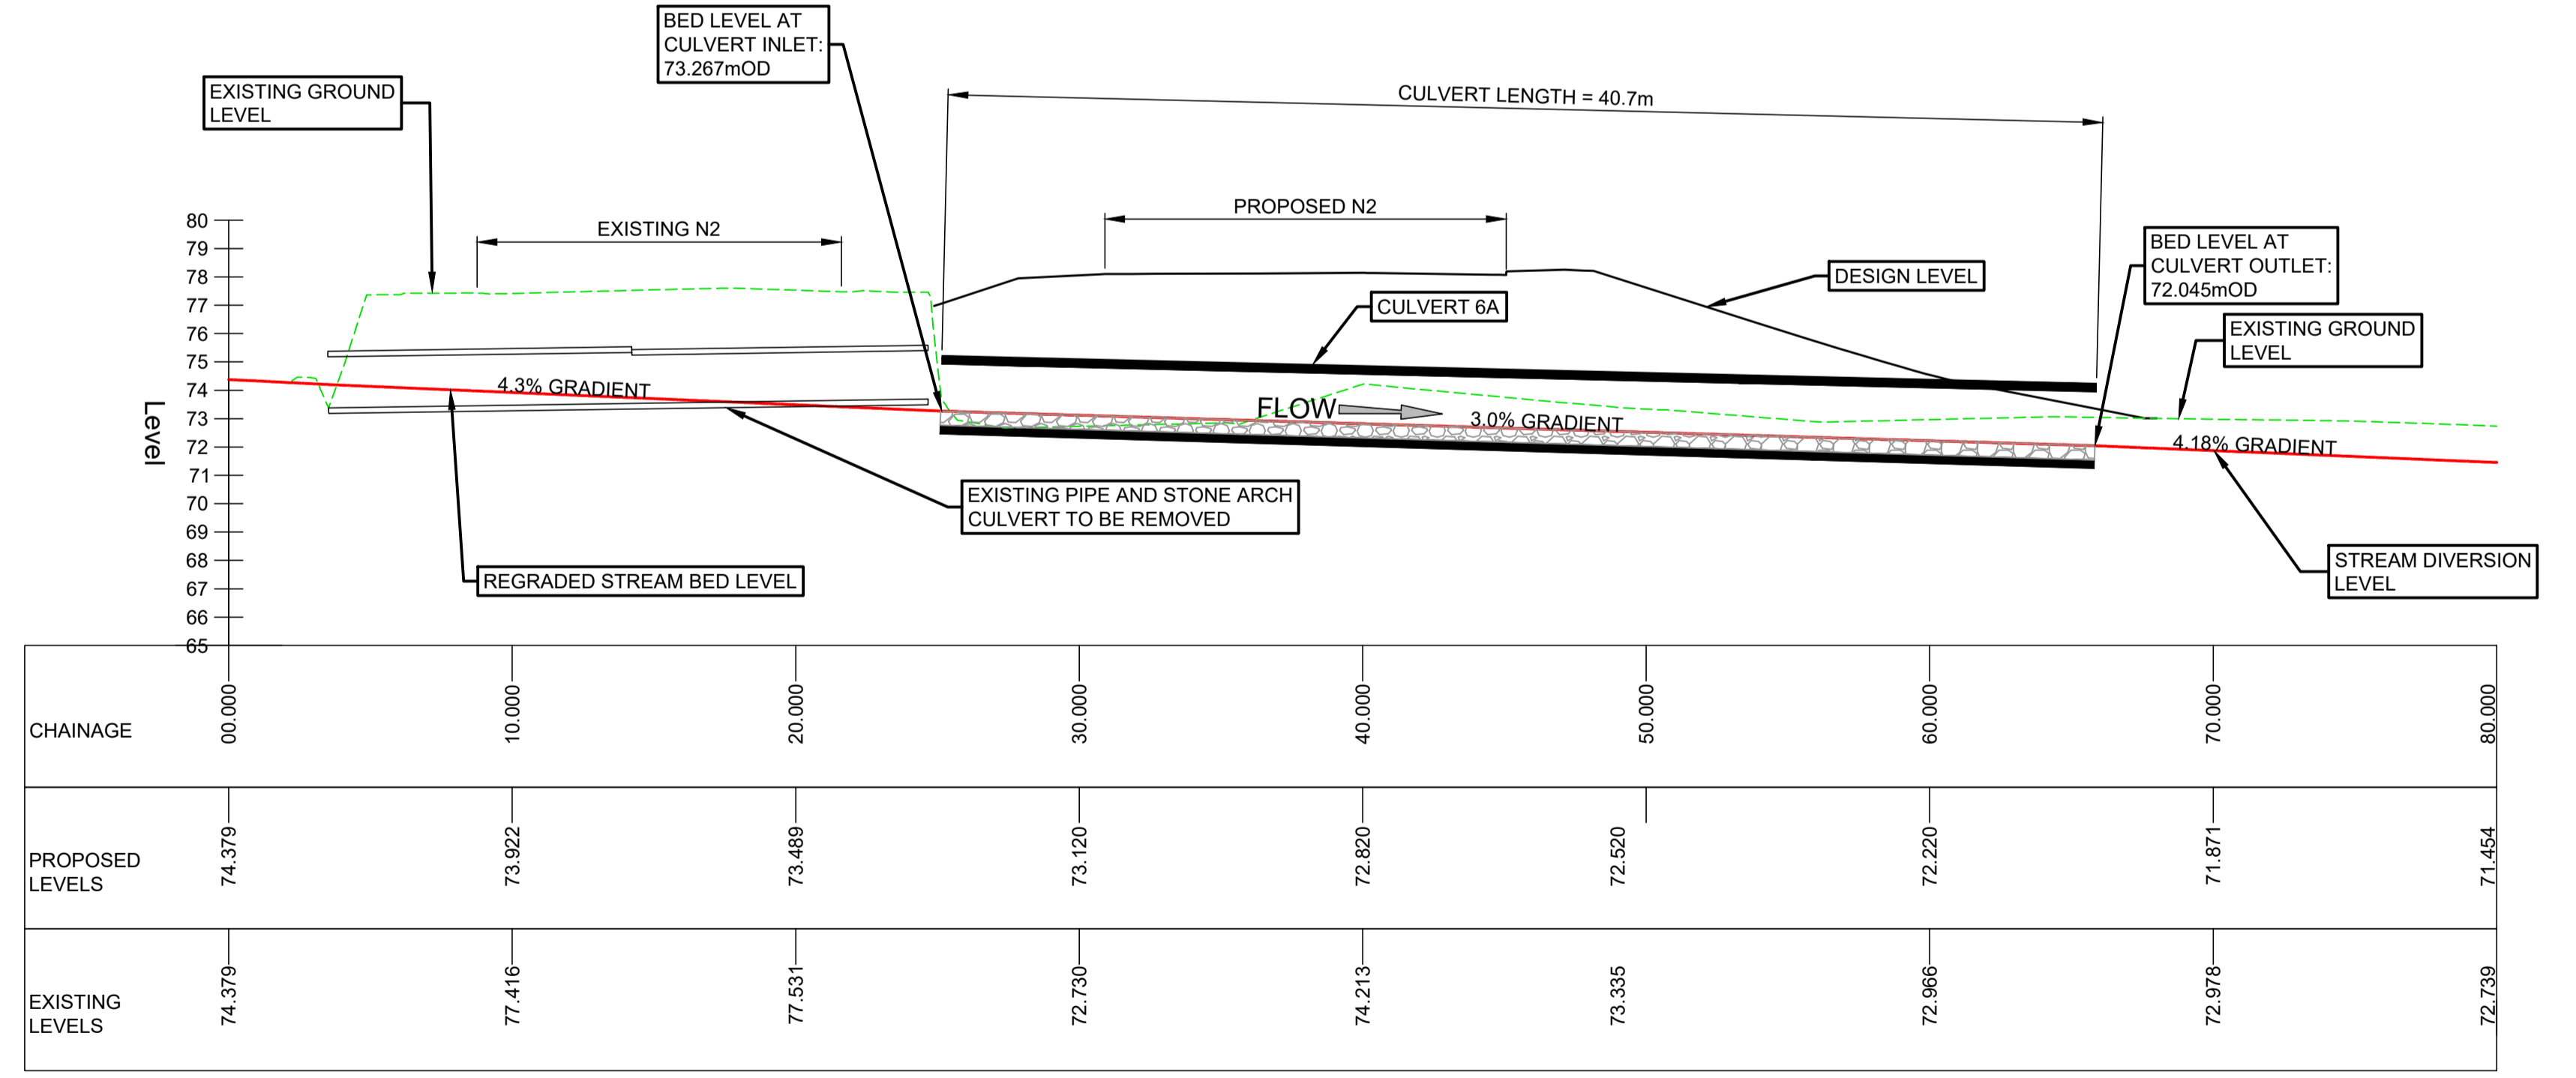 BED LEVEL AT
CULVERT INLET:
73.267mOD
EXISTING GROUND
LEVEL
CULVERT LENGTH = 40.7m
EXISTING N2
PROPOSED N2
BED LEVEL AT
CULVERT OUTLET:
72.045mOD
DESIGN LEVEL
CULVERT 6A
EXISTING GROUND
LEVEL
80
79
78
77
76
75
74
73
72
71
70
69
68
67
66
65
Level
4.3% GRADIENT
FLOW
3.0% GRADIENT
4.18% GRADIENT
EXISTING PIPE AND STONE ARCH
CULVERT TO BE REMOVED
REGRADED STREAM BED LEVEL
STREAM DIVERSION
LEVEL
CHAINAGE
00.000
10.000
20.000
30.000
40.000
50.000
60.000
70.000
80.000
PROPOSED
LEVELS
74.379
73.922
73.489
73.120
72.820
72.520
72.220
71.871
71.454
EXISTING
LEVELS
74.379
77.416
77.531
72.730
74.213
73.335
72.966
72.978
72.739